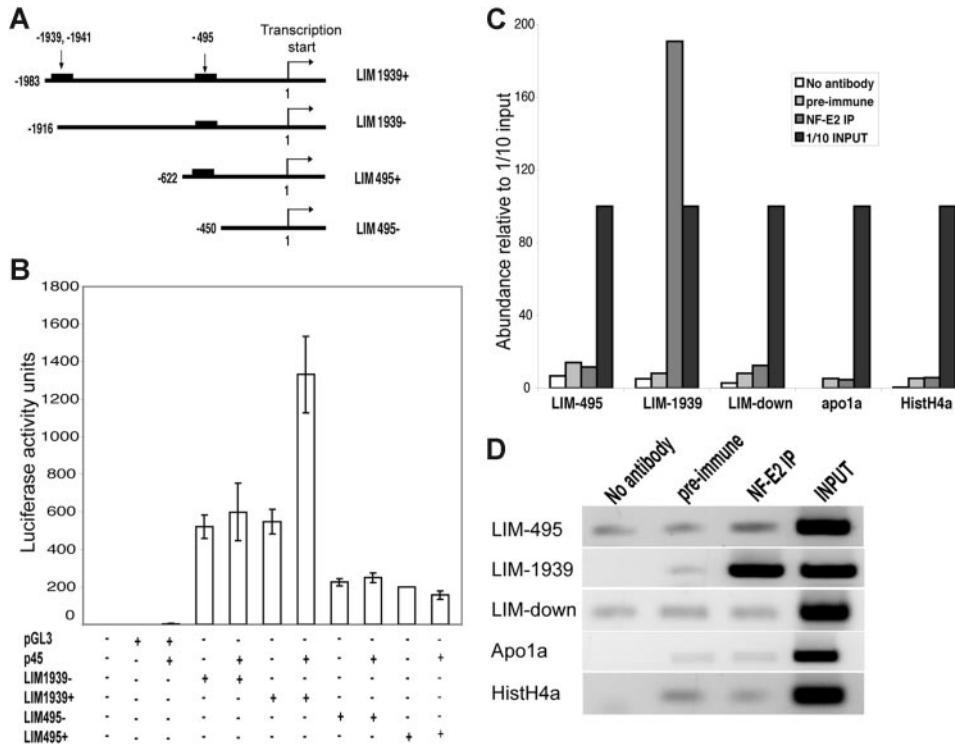 A
-1939, -1941
-495
Transcription
start
-1983
1
LIM 1939+
-1916
1
LIM 1939-
-622
1
LIM 495+
-450
1
LIM 495-
B
Luciferase activity units
1800
1600
1400
1200
1000
800
600
400
200
0
pGL3 - + + - - - - - - - -
p45 - - + - + - + - + - +
LIM1939- - - - + + - - - - - -
LIM1939+ - - - - - + + - - - -
LIM495- - - - - - - - + + - -
LIM495+ - - - - - - - - - + +
C
Abundance relative to 1/10 input
200
160
120
80
40
0
No antibody
pre-immune
NF-E2 IP
1/10 INPUT
LIM-495 LIM-1939 LIM-down apo1a HistH4a
D
No antibody pre-immune NF-E2 IP INPUT
LIM-495
LIM-1939
LIM-down
Apo1a
HistH4a